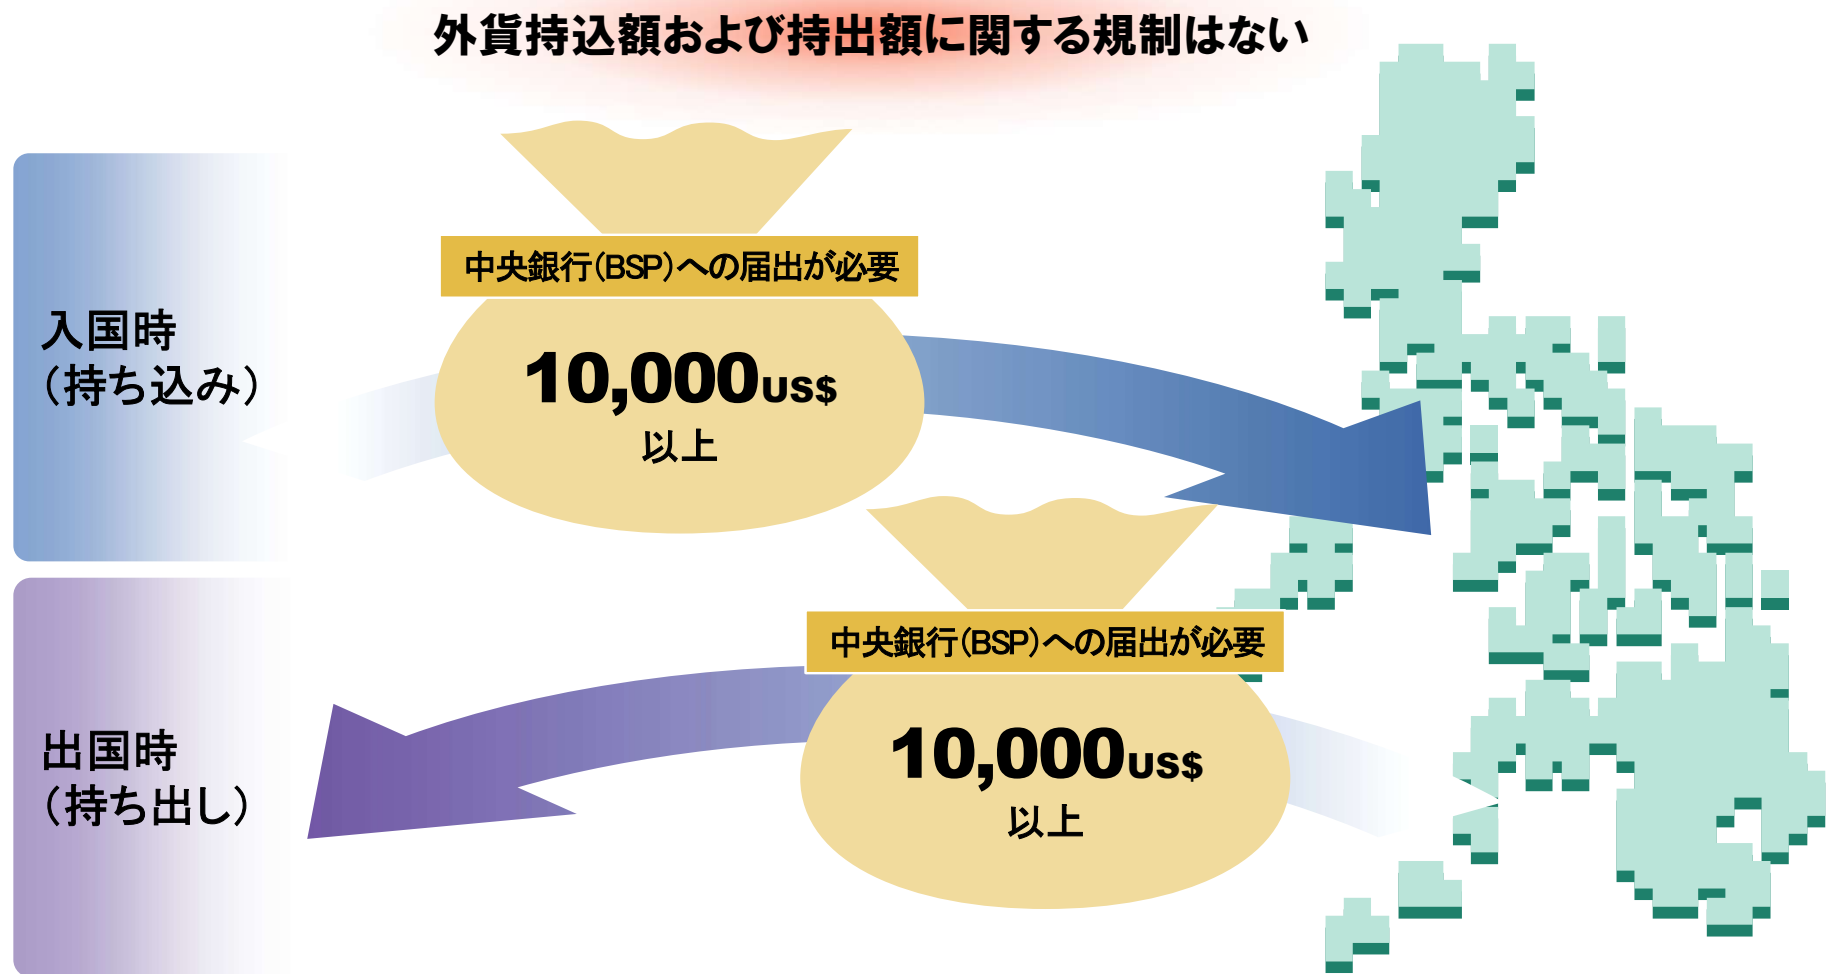 外貨持込額および持出額に関する規制はない
中央銀行(BSP)への届出が必要
入国時
(持ち込み)
10,000US$
以上
中央銀行(BSP)への届出が必要
出国時
(持ち出し)
10,000US$
以上